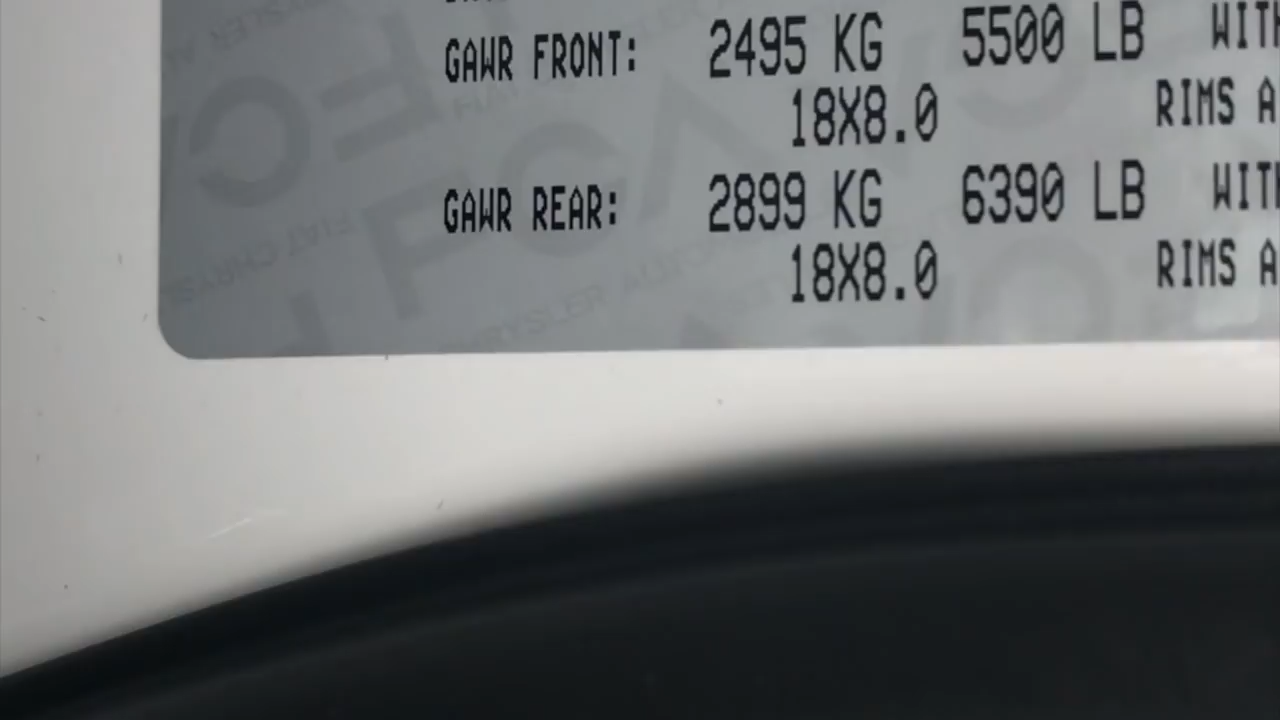 GAWR FRONT: 2495 KG 5500 LB WITH
18X8.0 RIMS A
GAWR REAR: 2899 KG 6390 LB WITH
18X8.0 RIMS A